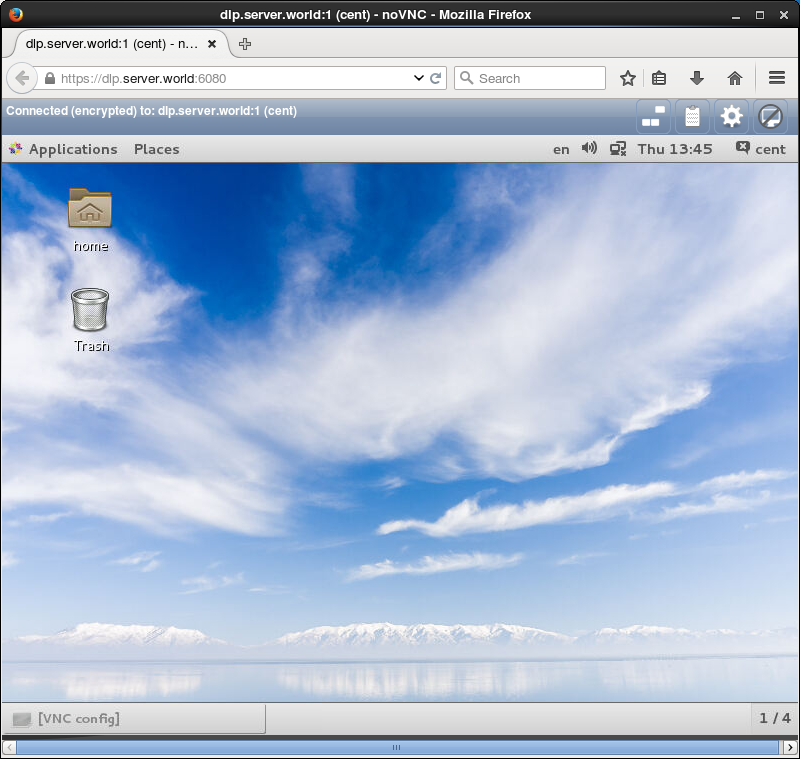 dlp.server.world:1 (cent) - noVNC - Mozilla Firefox
dlp.server.world:1 (cent) - n...
https://dlp.server.world:6080
Search
Connected (encrypted) to: dlp.server.world:1 (cent)
Applications Places en Thu 13:45 cent
home
Trash
[VNC config] 1 / 4